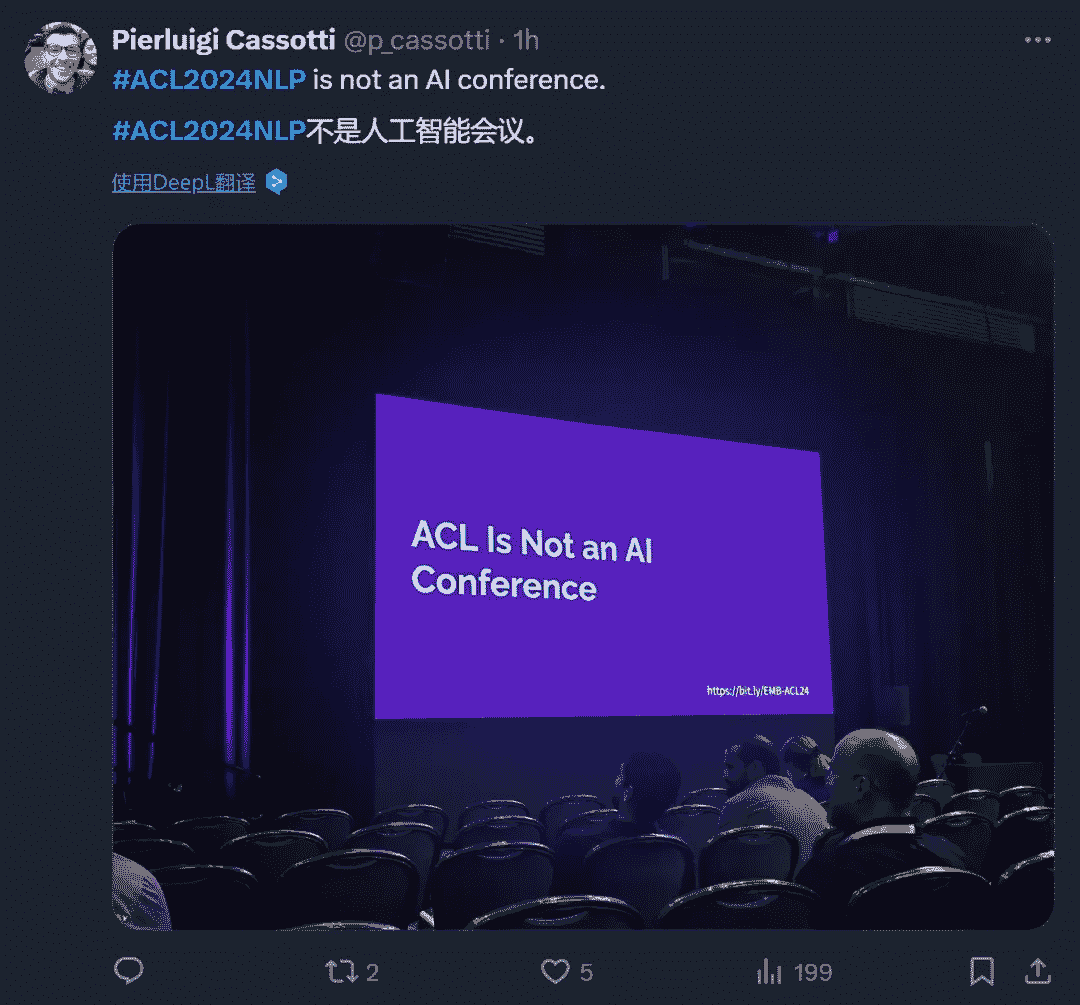 Pierluigi Cassotti @p_cassotti · 1h
#ACL2024NLP is not an AI conference.
#ACL2024NLP不是人工智能会议。
使用DeepL翻译
ACL Is Not an AI
Conference
https://bit.ly/EMB-ACL24
2 5 199